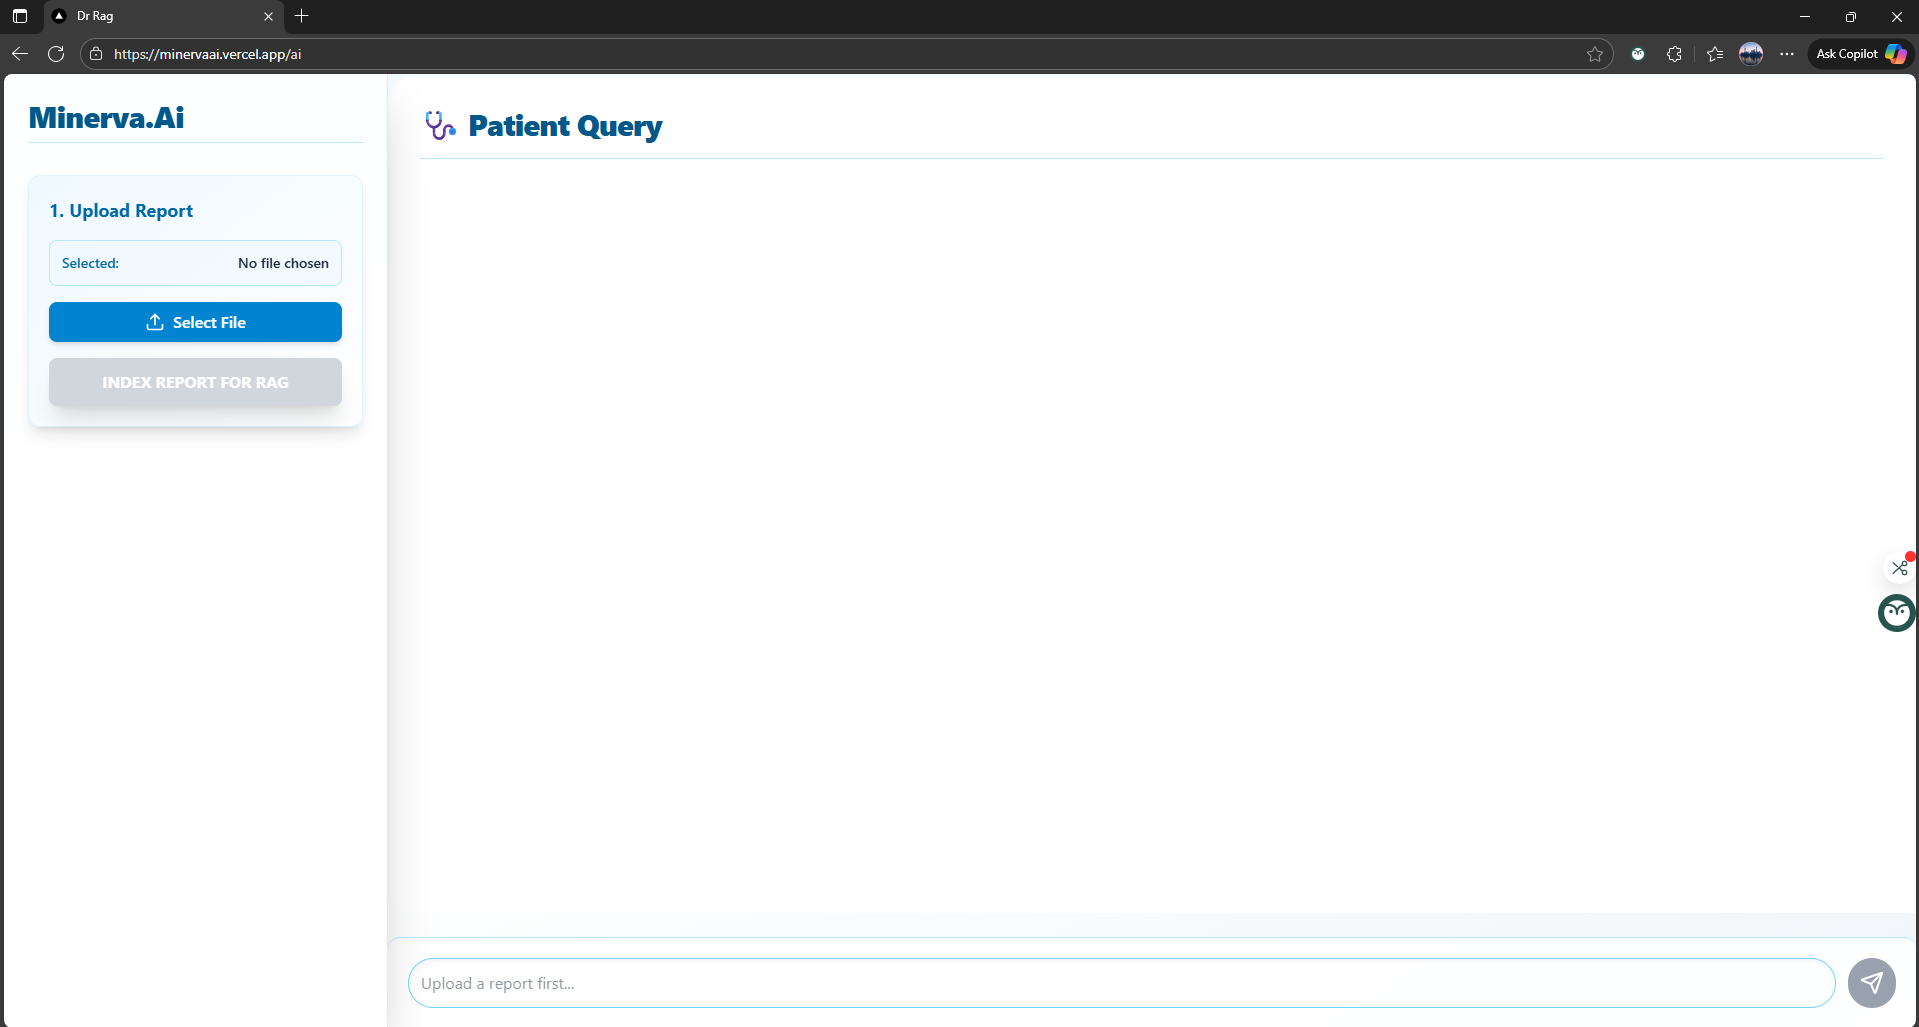 Dr Rag
https://minervaai.vercel.app/ai
Ask Copilot
Minerva.Ai
1. Upload Report
Selected: No file chosen
Select File
INDEX REPORT FOR RAG
Patient Query
Upload a report first...